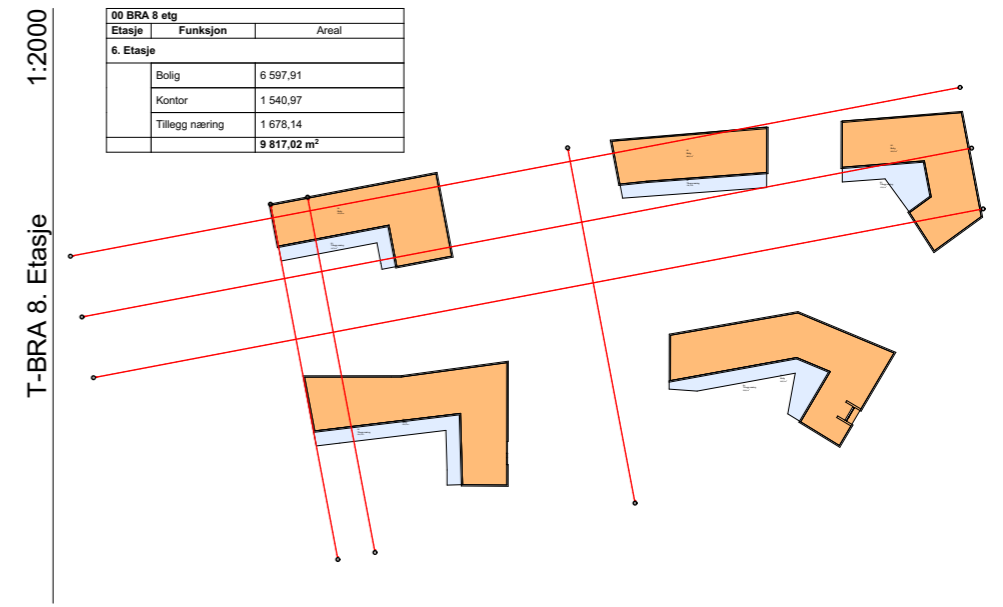 1:2000
T-BRA 8. Etasje
00 BRA 8 etg
Etasje Funksjon Areal
6. Etasje
Bolig 6 597,91
Kontor 1 540,97
Tillegg næring 1 678,14
9 817,02 m²